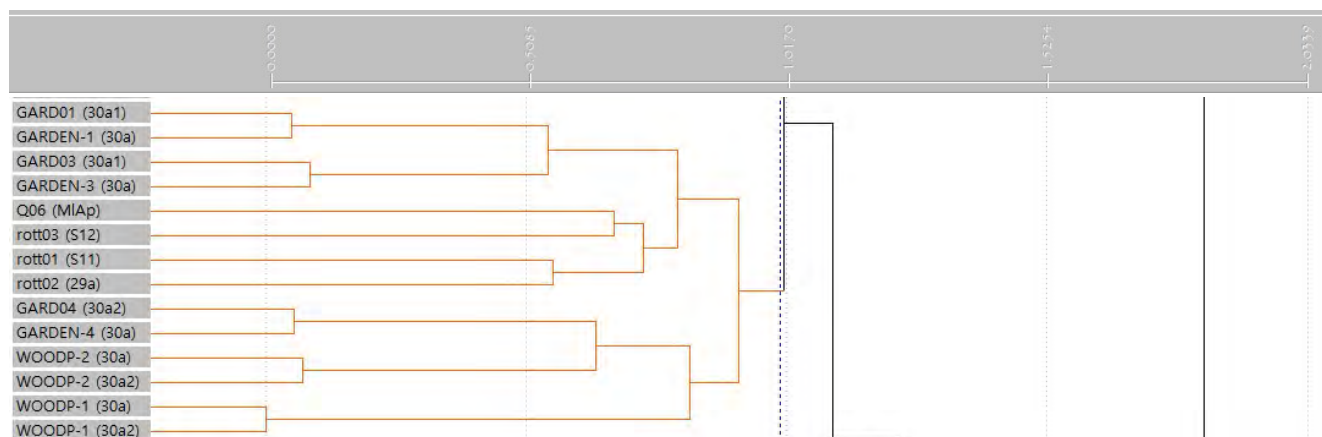 0.0000
0.5085
1.0170
1.5254
2.0339
GARD01 (30a1)
GARDEN-1 (30a)
GARD03 (30a1)
GARDEN-3 (30a)
Q06 (MlAp)
rott03 (S12)
rott01 (S11)
rott02 (29a)
GARD04 (30a2)
GARDEN-4 (30a)
WOODP-2 (30a)
WOODP-2 (30a2)
WOODP-1 (30a)
WOODP-1 (30a2)